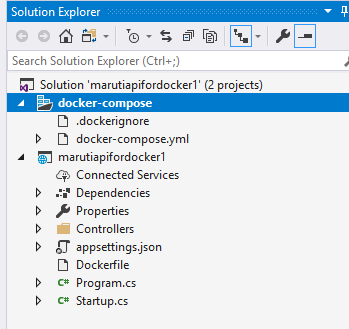 Solution Explorer
Search Solution Explorer (Ctrl+;)
Solution 'marutiapifordocker1' (2 projects)
docker-compose
.dockerignore
docker-compose.yml
marutiapifordocker1
Connected Services
Dependencies
Properties
Controllers
appsettings.json
Dockerfile
C# Program.cs
C# Startup.cs